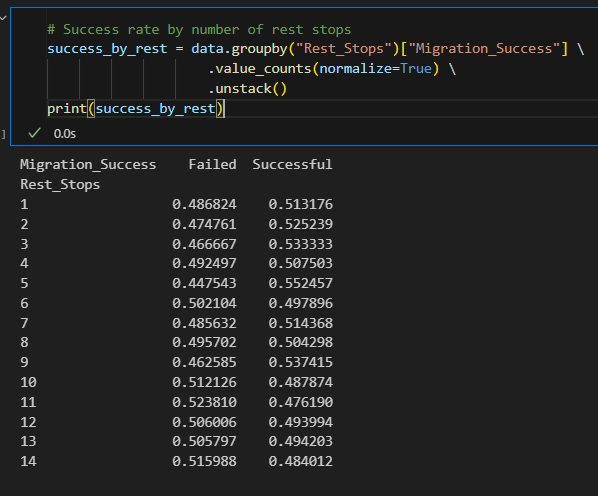 # Success rate by number of rest stops
success_by_rest = data.groupby("Rest_Stops")["Migration_Success"] \
.value_counts(normalize=True) \
.unstack()
print(success_by_rest)
]
0.0s
Migration_Success Failed Successful
Rest_Stops
1 0.486824 0.513176
2 0.474761 0.525239
3 0.466667 0.533333
4 0.492497 0.507503
5 0.447543 0.552457
6 0.502104 0.497896
7 0.485632 0.514368
8 0.495702 0.504298
9 0.462585 0.537415
10 0.512126 0.487874
11 0.523810 0.476190
12 0.506006 0.493994
13 0.505797 0.494203
14 0.515988 0.484012